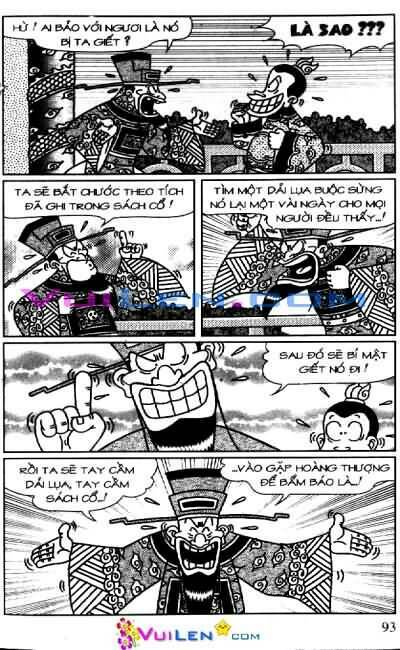 HỪ! AI BẢO VỚI NGƯƠI LÀ NÓ
BỊ TA GIẾT?
LÀ SAO???
TA SẼ BẮT CHƯỚC THEO TÍCH
ĐÃ GHI TRONG SÁCH CỔ!
TÌM MỘT DẢI LỤA BUỘC SỪNG
NÓ LẠI MỘT VÀI NGÀY CHO MỌI
NGƯỜI ĐỀU THẤY..!
VUILEN.COM
SAU ĐÓ SẼ BÍ MẬT
GIẾT NÓ ĐI!
RỒI TA SẼ TAY CẦM
DẢI LỤA, TAY CẦM
SÁCH CỔ..!
..VÀO GẶP HOÀNG THƯỢNG
ĐỂ BẨM BÁO LÀ..!
93
VUILEN.COM